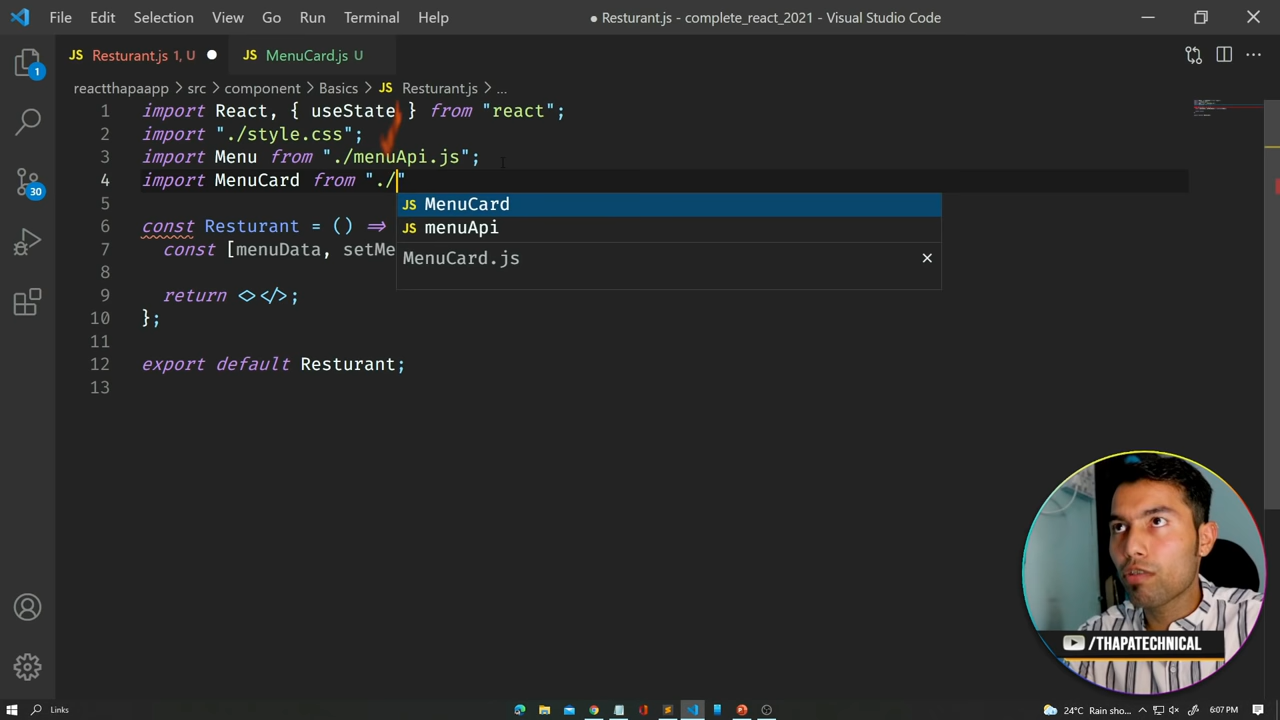 File Edit Selection View Go Run Terminal Help
● Resturant.js - complete_react_2021 - Visual Studio Code
JS Resturant.js 1, U ●
JS MenuCard.js U
reactthapaapp > src > component > Basics > JS Resturant.js > ...
1 import React, { useState } from "react";
2 import "./style.css";
3 import Menu from "./menuApi.js";
4 import MenuCard from "./"
JS MenuCard
5
JS menuApi
6 const Resturant = () =>
7 const [menuData, setMe
MenuCard.js
8
9 return <></>;
10 };
11
12 export default Resturant;
13
1
30
/THAPATECHNICAL
Links
24°C Rain sho...
6:07 PM